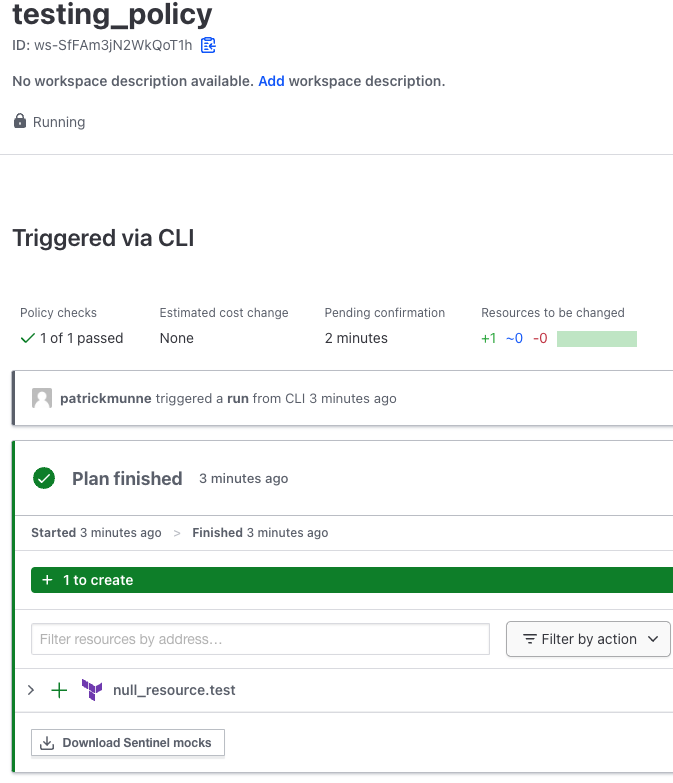 testing_policy
ID: ws-SfFAm3jN2WkQoT1h
No workspace description available. Add workspace description.
Running
Triggered via CLI
Policy checks Estimated cost change Pending confirmation Resources to be changed
1 of 1 passed None 2 minutes +1 ~0 -0
patrickmunne triggered a run from CLI 3 minutes ago
Plan finished 3 minutes ago
Started 3 minutes ago > Finished 3 minutes ago
+ 1 to create
Filter resources by address... Filter by action
null_resource.test
Download Sentinel mocks